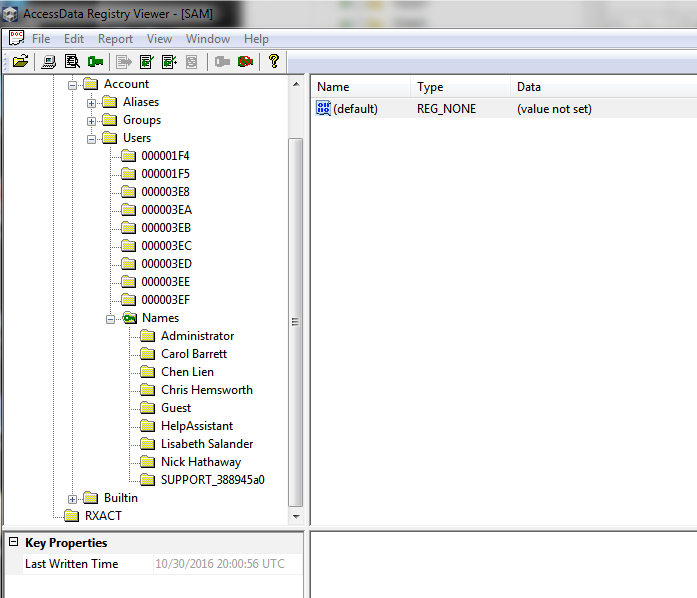 AccessData Registry Viewer - [SAM]
File Edit Report View Window Help
Name Type Data
(default) REG_NONE (value not set)
Account
Aliases
Groups
Users
000001F4
000001F5
000003E8
000003EA
000003EB
000003EC
000003ED
000003EE
000003EF
Names
Administrator
Carol Barrett
Chen Lien
Chris Hemsworth
Guest
HelpAssistant
Lisabeth Salander
Nick Hathaway
SUPPORT_388945a0
Builtin
RXACT
Key Properties
Last Written Time 10/30/2016 20:00:56 UTC